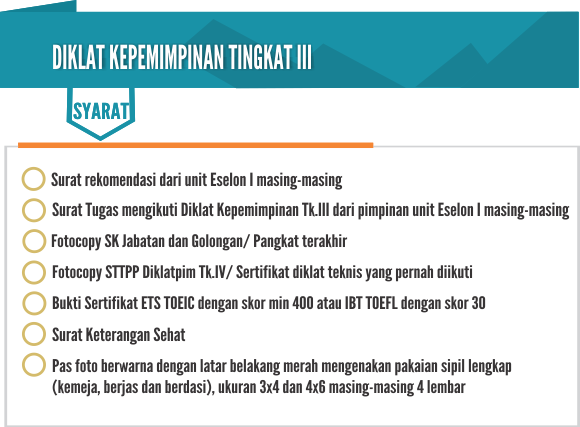 DIKLAT KEPEMIMPINAN TINGKAT III
SYARAT
Surat rekomendasi dari unit Eselon I masing-masing
Surat Tugas mengikuti Diklat Kepemimpinan Tk.III dari pimpinan unit Eselon I masing-masing
Fotocopy SK Jabatan dan Golongan/ Pangkat terakhir
Fotocopy STTPP Diklatpim Tk.IV/ Sertifikat diklat teknis yang pernah diikuti
Bukti Sertifikat ETS TOEIC dengan skor min 400 atau IBT TOEFL dengan skor 30
Surat Keterangan Sehat
Pas foto berwarna dengan latar belakang merah mengenakan pakaian sipil lengkap
(kemeja, berjas dan berdasi), ukuran 3x4 dan 4x6 masing-masing 4 lembar